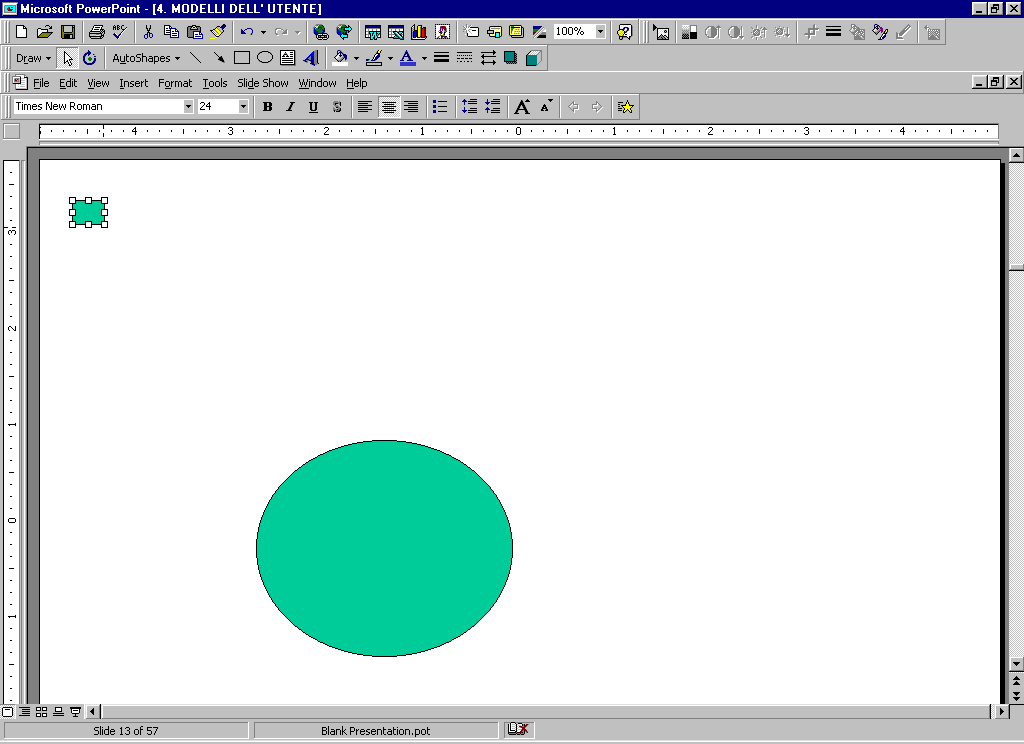 Microsoft PowerPoint - [4. MODELLI DELL' UTENTE]
100%
Draw AutoShapes
File Edit View Insert Format Tools Slide Show Window Help
Times New Roman 24 B I U S
4 3 2 1 0 1 2 3 4
3
2
1
0
1
Slide 13 of 57 Blank Presentation.pot